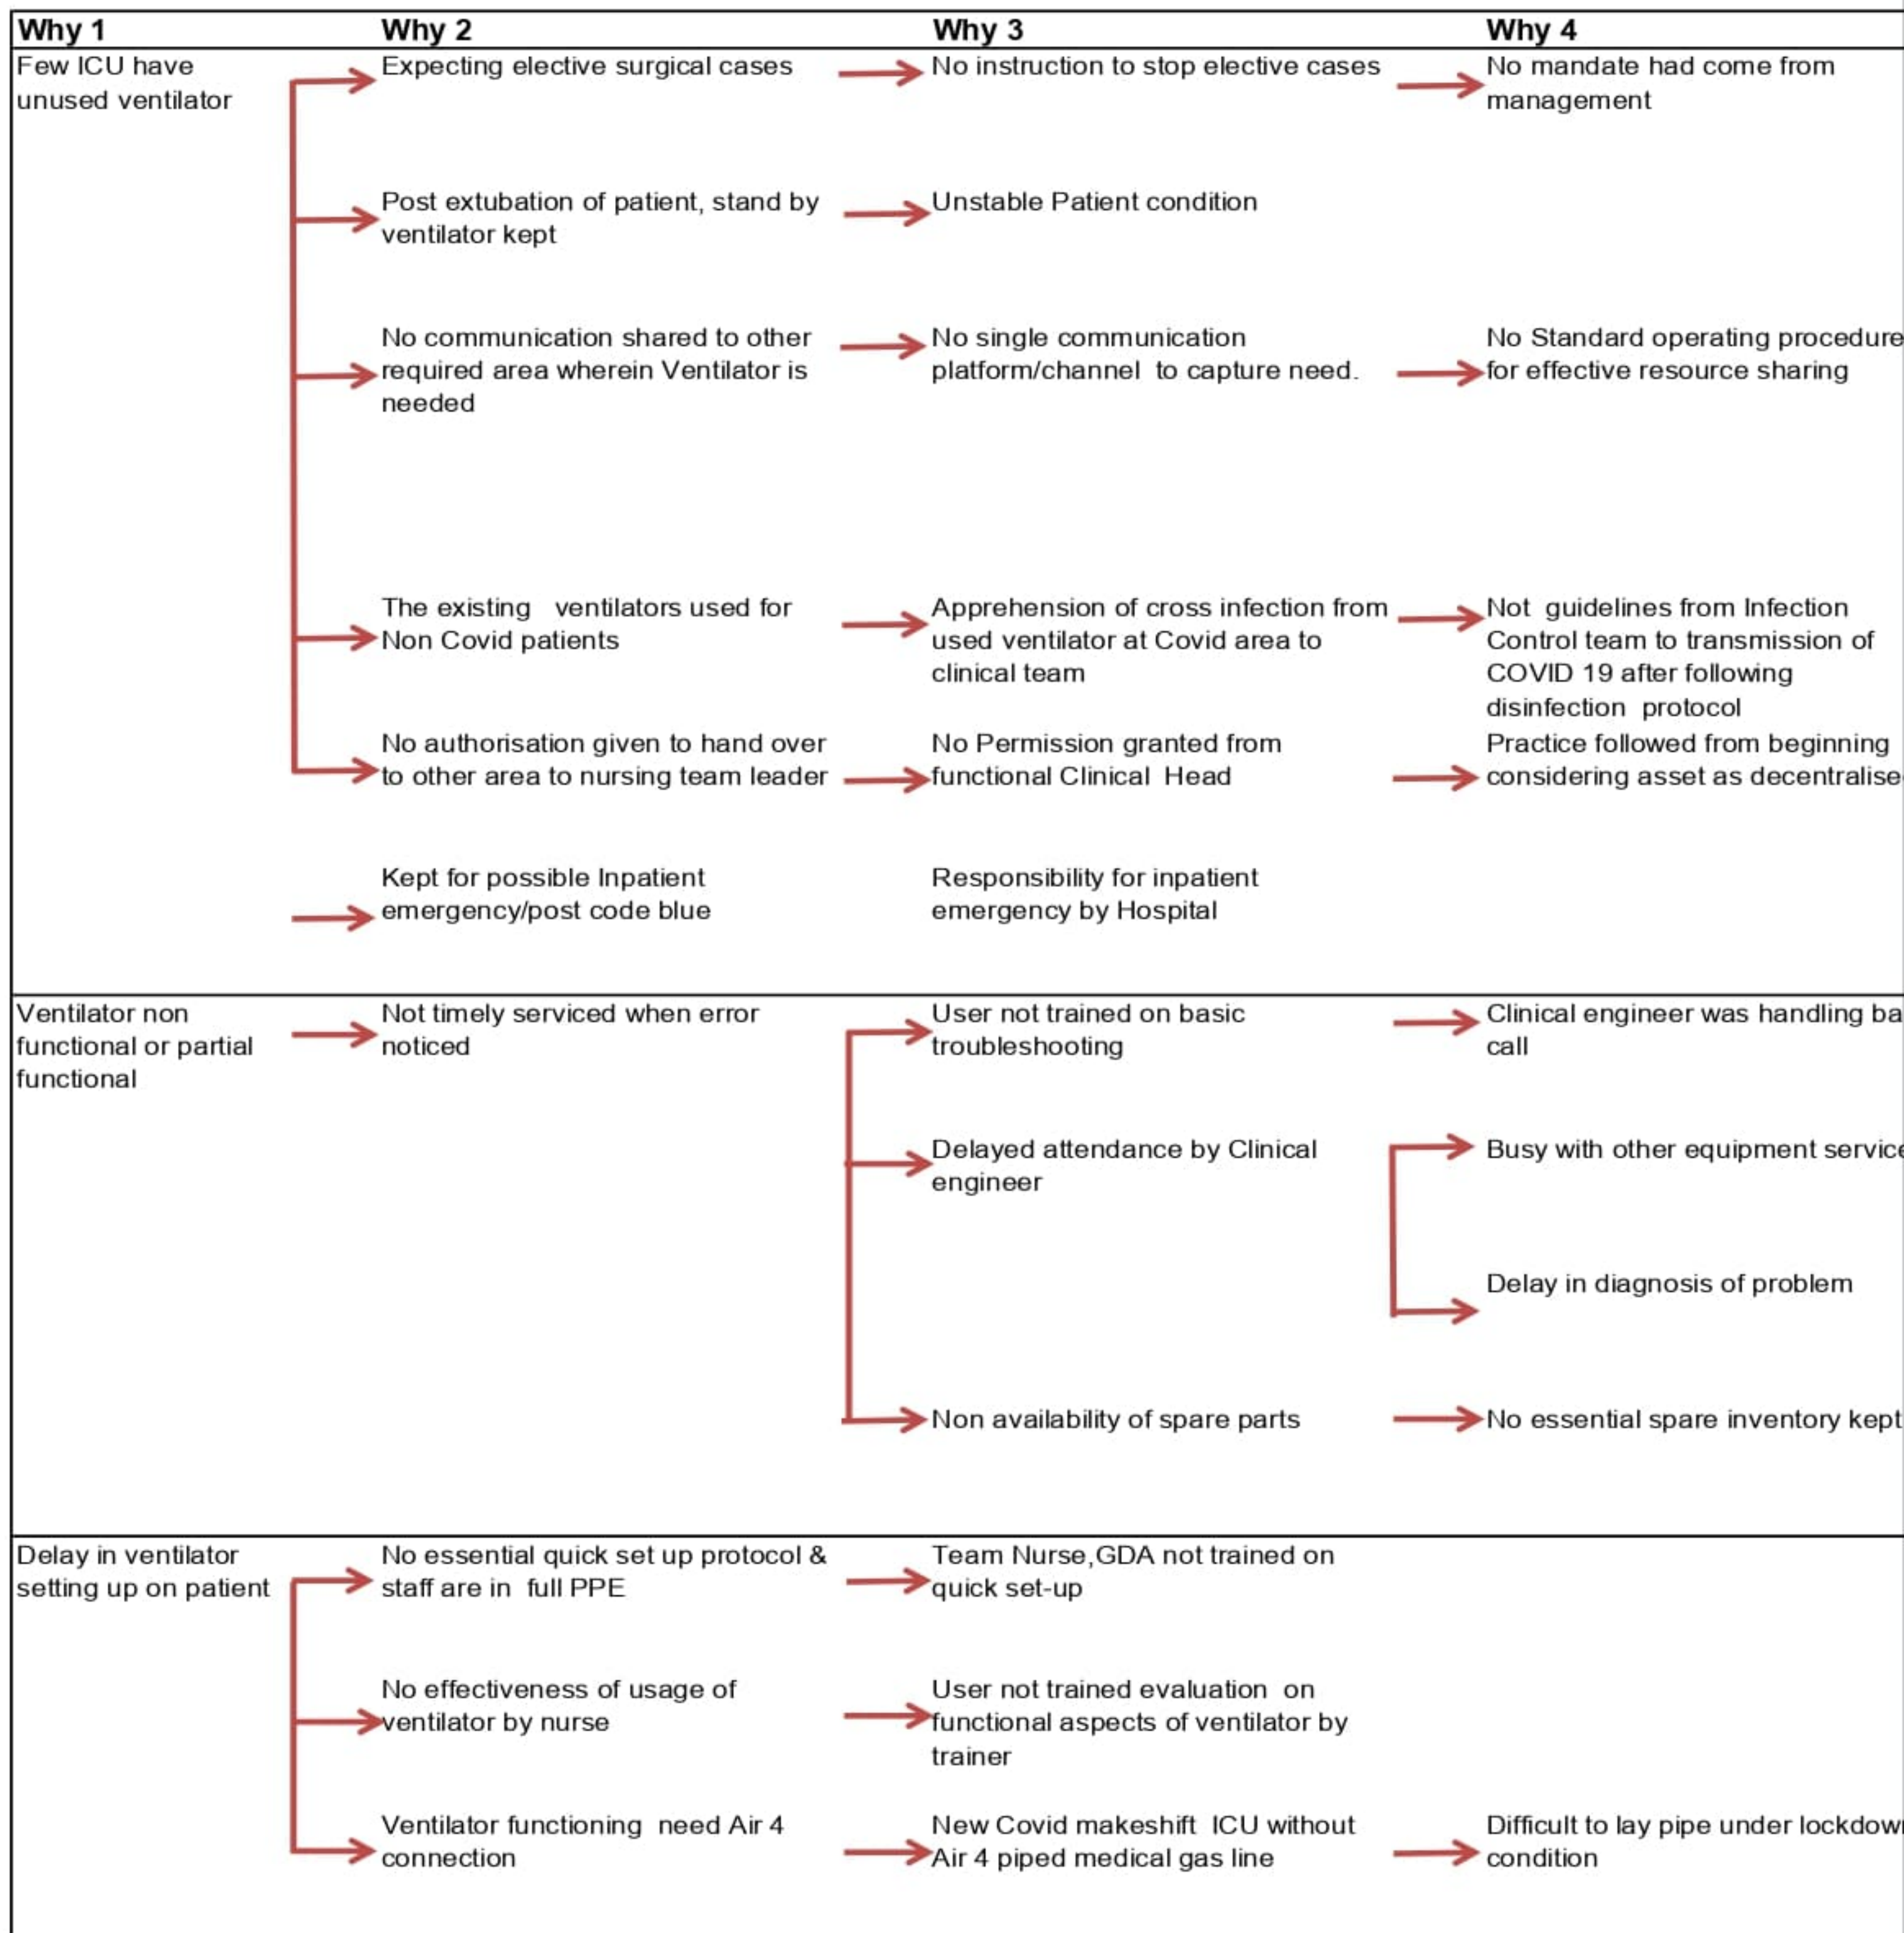 Why 1 Why 2 Why 3 Why 4
Few ICU have
unused ventilator
Expecting elective surgical cases
No instruction to stop elective cases
No mandate had come from
management
Post extubation of patient, stand by
ventilator kept
Unstable Patient condition
No communication shared to other
required area wherein Ventilator is
needed
No single communication
platform/channel to capture need.
No Standard operating procedure
for effective resource sharing
The existing ventilators used for
Non Covid patients
Apprehension of cross infection from
used ventilator at Covid area to
clinical team
Not guidelines from Infection
Control team to transmission of
COVID 19 after following
disinfection protocol
No authorisation given to hand over
to other area to nursing team leader
No Permission granted from
functional Clinical Head
Practice followed from beginning
considering asset as decentralise
Kept for possible Inpatient
emergency/post code blue
Responsibility for inpatient
emergency by Hospital
Ventilator non
functional or partial
functional
Not timely serviced when error
noticed
User not trained on basic
troubleshooting
Clinical engineer was handling ba
call
Delayed attendance by Clinical
engineer
Busy with other equipment service
Delay in diagnosis of problem
Non availability of spare parts
No essential spare inventory kept
Delay in ventilator
setting up on patient
No essential quick set up protocol &
staff are in full PPE
Team Nurse,GDA not trained on
quick set-up
No effectiveness of usage of
ventilator by nurse
User not trained evaluation on
functional aspects of ventilator by
trainer
Ventilator functioning need Air 4
connection
New Covid makeshift ICU without
Air 4 piped medical gas line
Difficult to lay pipe under lockdow
condition